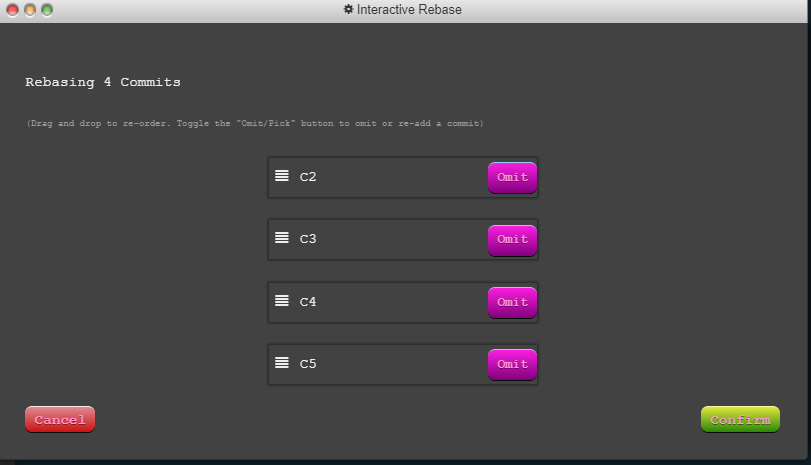 Interactive Rebase
Rebasing 4 Commits
(Drag and drop to re-order. Toggle the "Omit/Pick" button to omit or re-add a commit)
C2 Omit
C3 Omit
C4 Omit
C5 Omit
Cancel Confirm